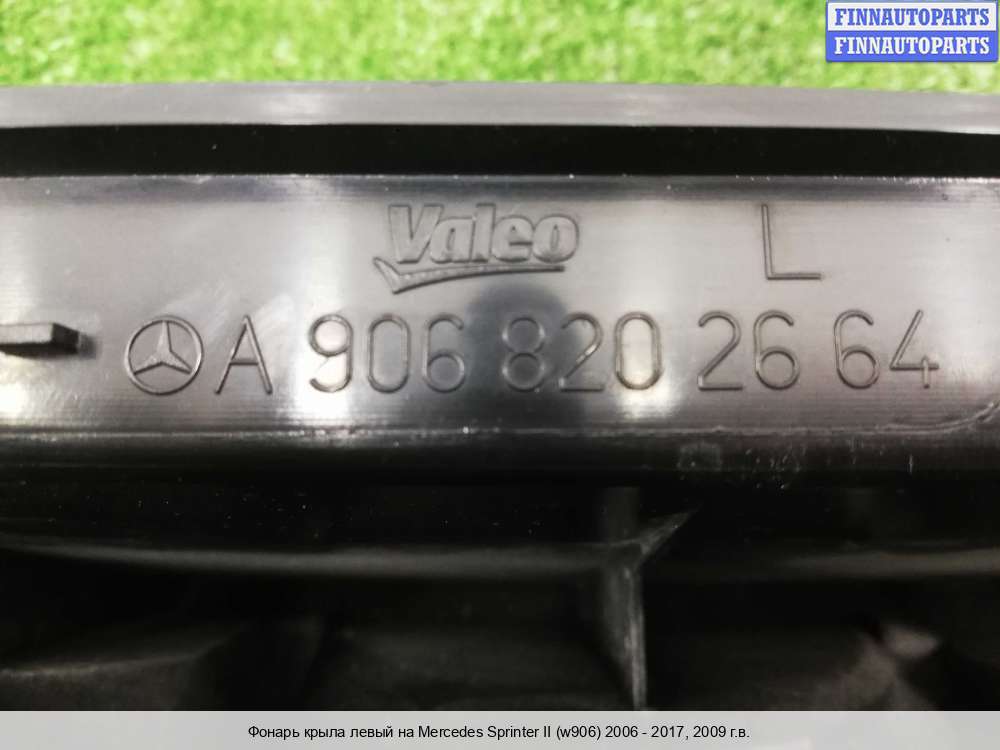 FINNAUTOPARTS
FINNAUTOPARTS
Valeo L
A 906 820 26 64
Фонарь крыла левый на Mercedes Sprinter II (w906) 2006 - 2017, 2009 г.в.